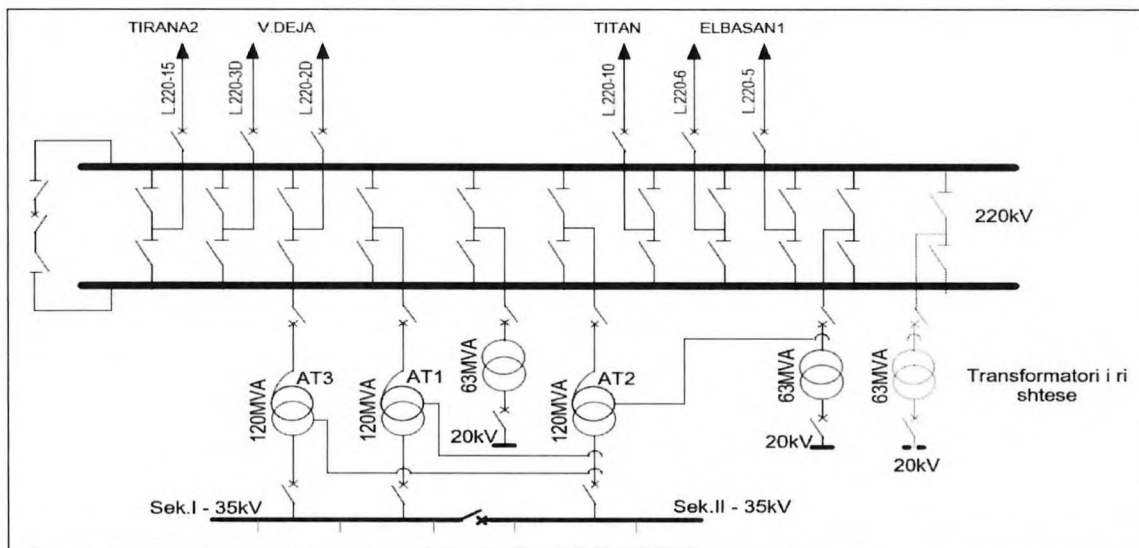 TIRANA2 V.DEJA TITAN ELBASAN1
L.220-15
L.220-3D
L.220-2D
L.220-10
L.220-6
L.220-5
220kV
AT3
120MVA
AT1
120MVA
63MVA
20kV
AT2
120MVA
63MVA
20kV
63MVA
20kV
Transformatori i ri
shtese
Sek.I - 35kV
Sek.II - 35kV